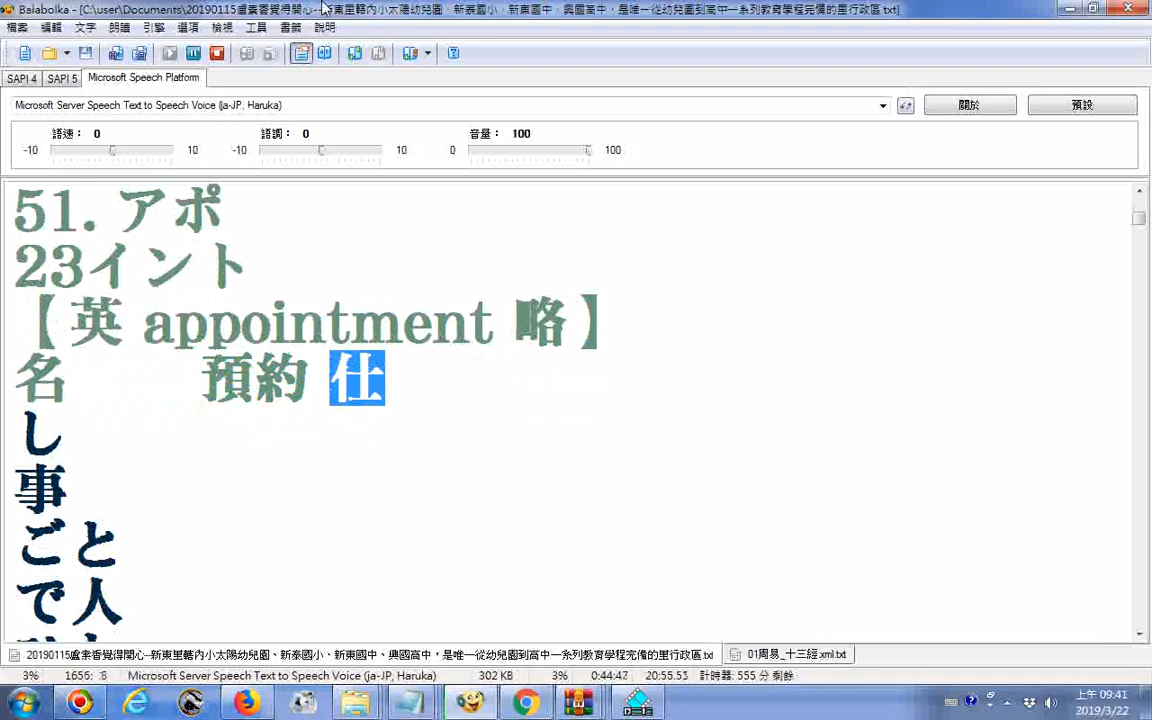 Balabolka - [C:\user\Documents\20190115盧素香覺得開心--新東里轄內小太陽幼兒園、新泰國小、新東國中、興國高中，是唯一從幼兒園到高中一系列教育學程完備的里行政區.txt]
檔案 編輯 文字 朗讀 引擎 選項 檢視 工具 書籤 說明
SAPI 4 SAPI 5 Microsoft Speech Platform
Microsoft Server Speech Text to Speech Voice (ja-JP, Haruka) 關於 預設
語速： 0 語調： 0 音量： 100
-10 10 -10 10 0 100
51. アポ
23イント
【英 appointment 略】
名 預約 仕
し
事
ごと
で人
20190115盧素香覺得開心--新東里轄內小太陽幼兒園、新泰國小、新東國中、興國高中，是唯一從幼兒園到高中一系列教育學程完備的里行政區.txt 01周易_十三經.xml.txt
3% Microsoft Server Speech Text to Speech Voice (ja-JP, Haruka) 302 KB 3% 計時器: 555 分 剩餘
上午 09:41
2019/3/22